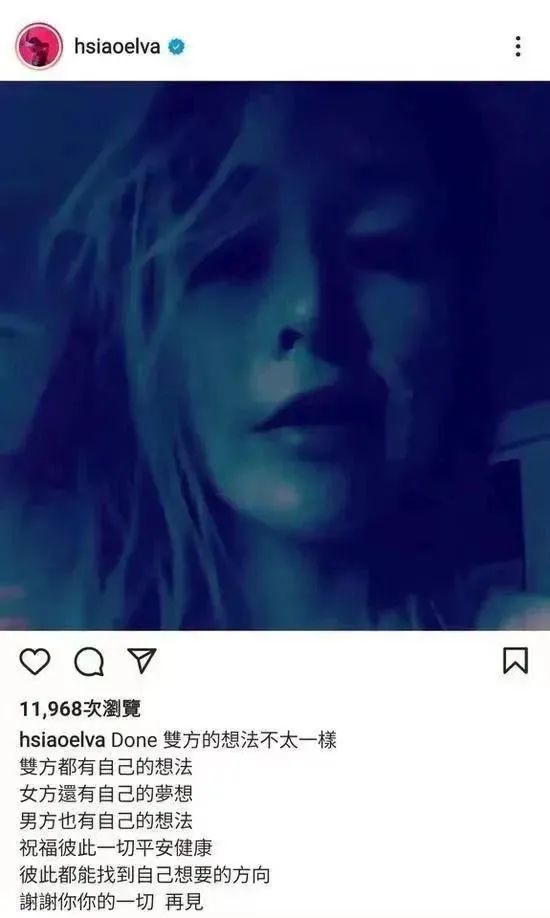 hsiaoelva
11,968次瀏覽
hsiaoelva Done 雙方的想法不太一樣
雙方都有自己的想法
女方還有自己的夢想
男方也有自己的想法
祝福彼此一切平安健康
彼此都能找到自己想要的方向
謝謝你你的一切 再見